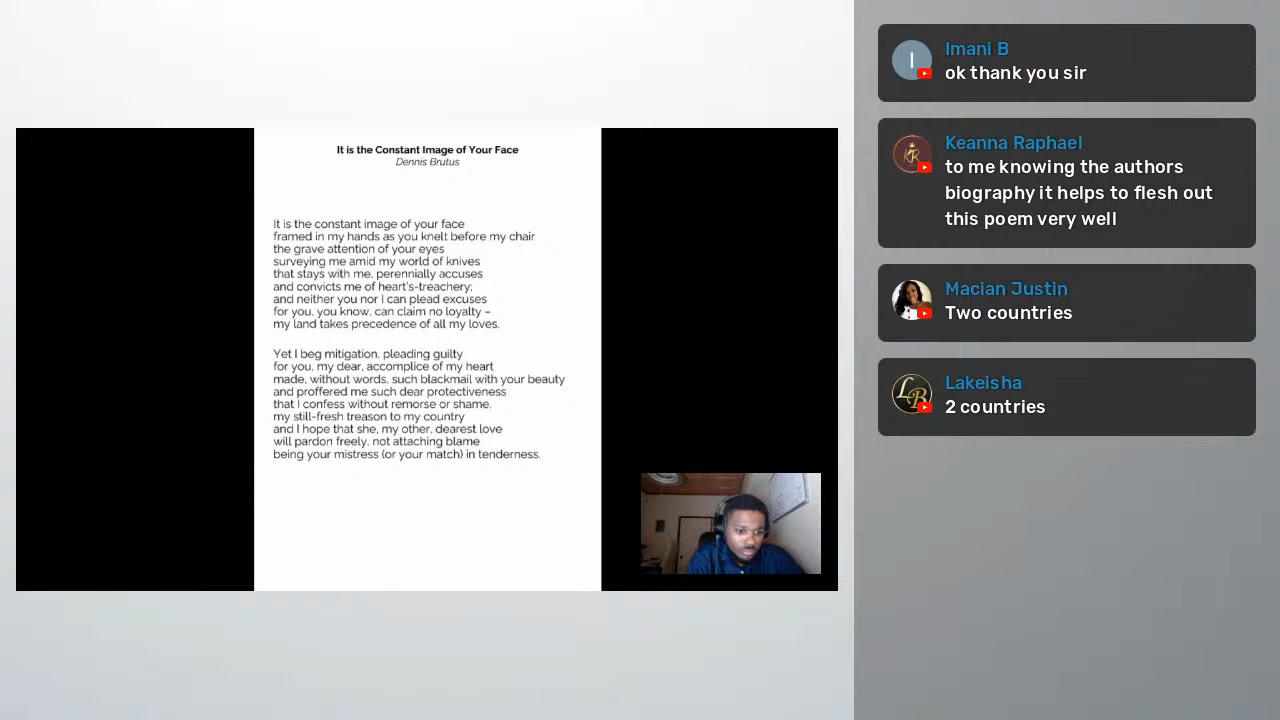 It is the Constant Image of Your Face
Dennis Brutus
It is the constant image of your face
framed in my hands as you knelt before my chair
the grave attention of your eyes
surveying me amid my world of knives
that stays with me, perennially accuses
and convicts me of heart's-treachery;
and neither you nor I can plead excuses
for you, you know, can claim no loyalty –
my land takes precedence of all my loves.
Yet I beg mitigation, pleading guilty
for you, my dear, accomplice of my heart
made, without words, such blackmail with your beauty
and proffered me such dear protectiveness
that I confess without remorse or shame,
my still-fresh treason to my country
and I hope that she, my other, dearest love
will pardon freely, not attaching blame
being your mistress (or your match) in tenderness.
I
Imani B
ok thank you sir
KR
Keanna Raphael
to me knowing the authors
biography it helps to flesh out
this poem very well
Macian Justin
Two countries
LB
Lakeisha
2 countries